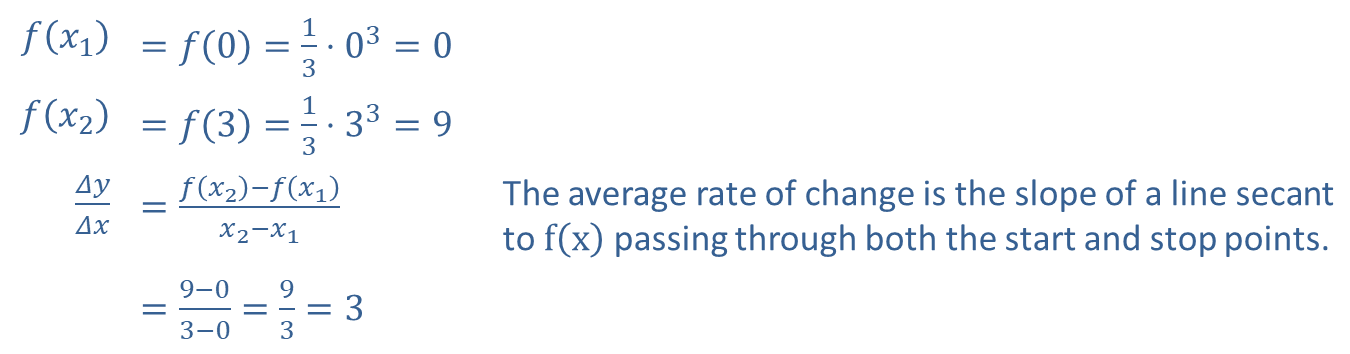 f(x₁) = f(0) = 1/3 · 0³ = 0
f(x₂) = f(3) = 1/3 · 3³ = 9
Δy/Δx = f(x₂)−f(x₁)/x₂−x₁
The average rate of change is the slope of a line secant
to f(x) passing through both the start and stop points.
= 9−0/3−0 = 9/3 = 3